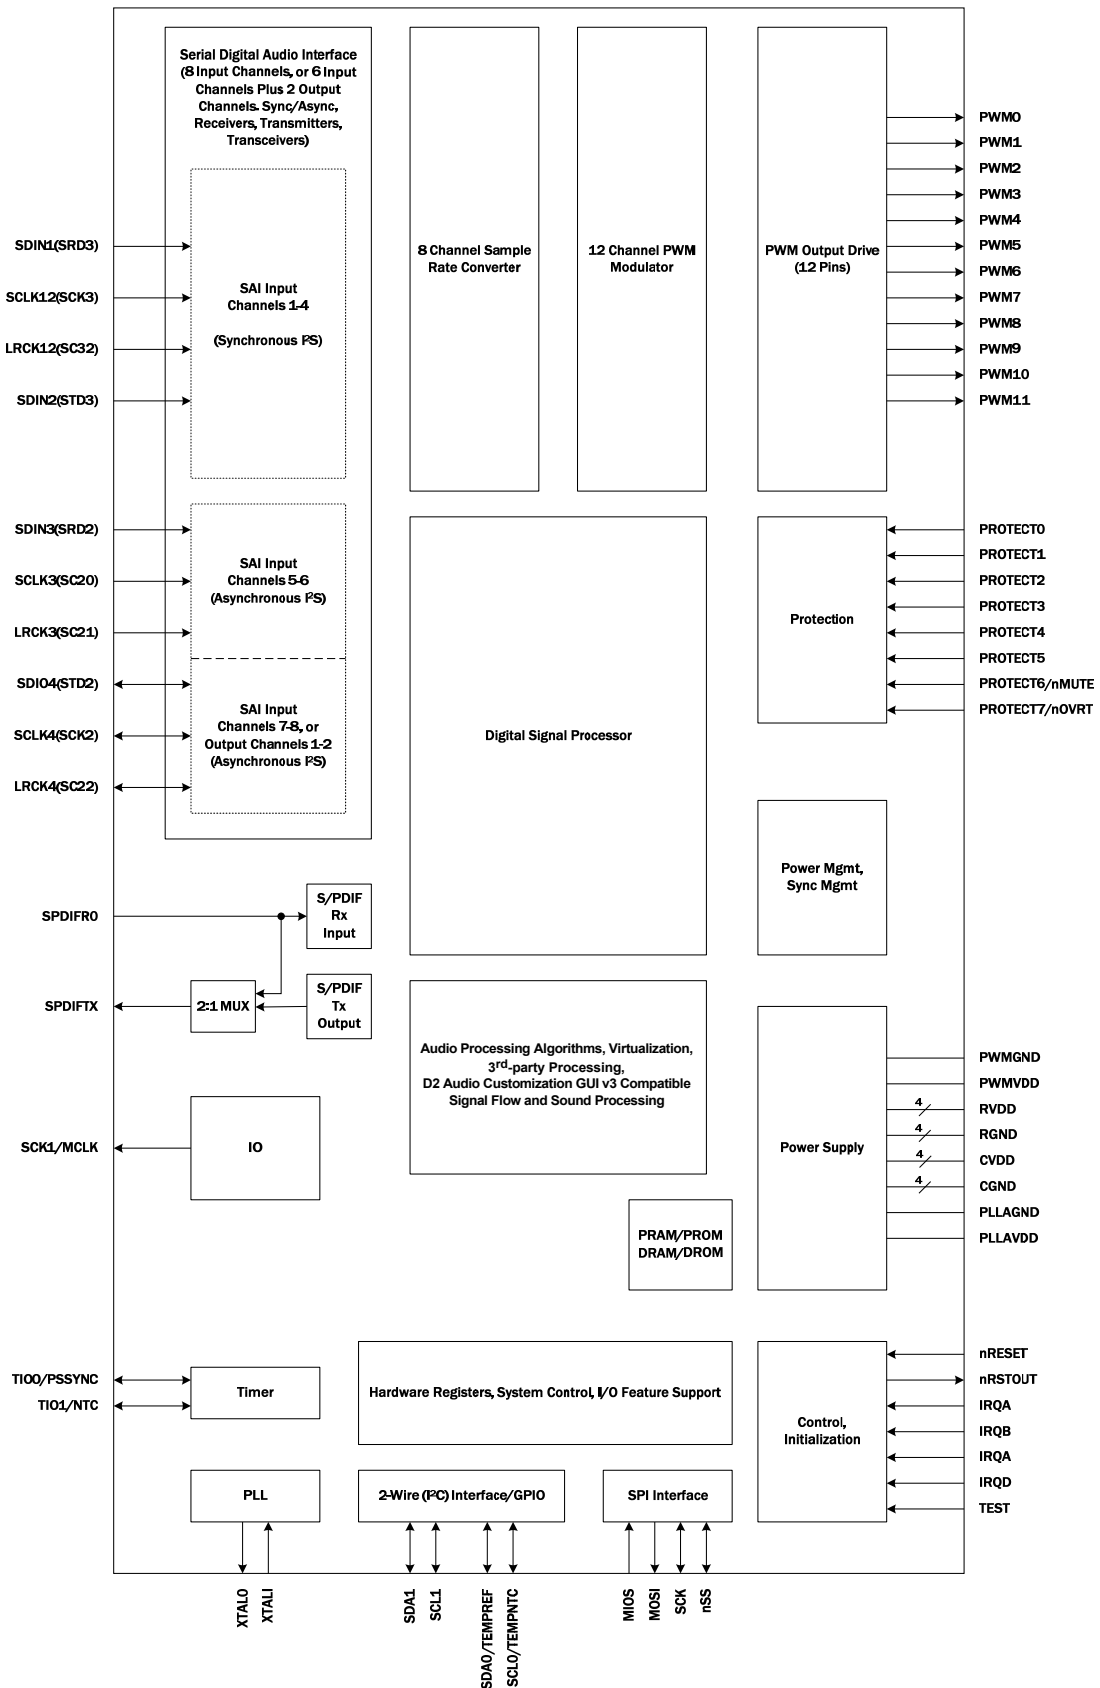 Serial Digital Audio Interface
(8 Input Channels, or 6 Input
Channels Plus 2 Output
Channels. Sync/Async,
Receivers, Transmitters,
Transceivers)
SAI Input
Channels 1-4
(Synchronous I²S)
SAI Input
Channels 5-6
(Asynchronous I²S)
SAI Input
Channels 7-8, or
Output Channels 1-2
(Asynchronous I²S)
SDIN1(SRD3)
SCLK12(SCK3)
LRCK12(SC32)
SDIN2(STD3)
SDIN3(SRD2)
SCLK3(SC20)
LRCK3(SC21)
SDIO4(STD2)
SCLK4(SCK2)
LRCK4(SC22)
SPDIFR0
SPDIFTX
SCK1/MCLK
TIO0/PSSYNC
TIO1/NTC
S/PDIF
Rx
Input
2:1 MUX
S/PDIF
Tx
Output
IO
Timer
PLL
8 Channel Sample
Rate Converter
12 Channel PWM
Modulator
PWM Output Drive
(12 Pins)
Digital Signal Processor
Audio Processing Algorithms, Virtualization,
3rd-party Processing,
D2 Audio Customization GUI v3 Compatible
Signal Flow and Sound Processing
PRAM/PROM
DRAM/DROM
Hardware Registers, System Control, I/O Feature Support
2-Wire (I²C) Interface/GPIO
SPI Interface
Protection
Power Mgmt,
Sync Mgmt
Power Supply
Control,
Initialization
PWM0
PWM1
PWM2
PWM3
PWM4
PWM5
PWM6
PWM7
PWM8
PWM9
PWM10
PWM11
PROTECT0
PROTECT1
PROTECT2
PROTECT3
PROTECT4
PROTECT5
PROTECT6/nMUTE
PROTECT7/nOVRT
PWMGND
PWMVDD
4 RVDD
4 RGND
4 CVDD
4 CGND
PLLAGND
PLLAVDD
nRESET
nRSTOUT
IRQA
IRQB
IRQA
IRQD
TEST
XTALO
XTALI
SDA1
SCL1
SDA0/TEMPREF
SCL0/TEMPNTC
MIOS
MOSI
SCK
nSS